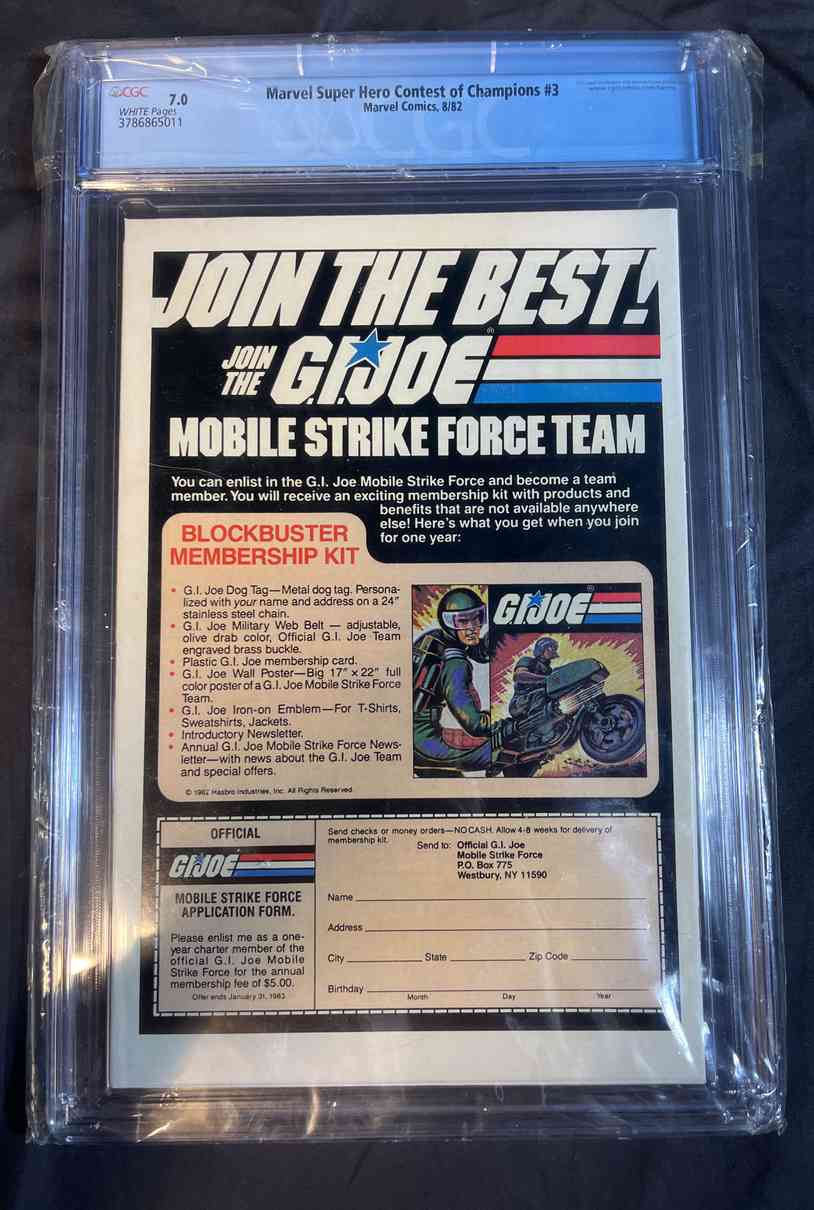 CGC
7.0
WHITE Pages
3786865011
Marvel Super Hero Contest of Champions #3
Marvel Comics, 8/82
CGC
JOIN THE BEST!
JOIN
THE
G.I.JOE
®
MOBILE STRIKE FORCE TEAM
You can enlist in the G.I. Joe Mobile Strike Force and become a team
member. You will receive an exciting membership kit with products and
benefits that are not available anywhere
else! Here's what you get when you join
for one year:
BLOCKBUSTER
MEMBERSHIP KIT
• G.I. Joe Dog Tag—Metal dog tag. Persona-
lized with your name and address on a 24"
stainless steel chain.
• G.I. Joe Military Web Belt — adjustable,
olive drab color, Official G.I. Joe Team
engraved brass buckle.
• Plastic G.I. Joe membership card.
• G.I. Joe Wall Poster—Big 17" x 22" full
color poster of a G.I. Joe Mobile Strike Force
Team.
• G.I. Joe Iron-on Emblem—For T-Shirts,
Sweatshirts, Jackets.
• Introductory Newsletter.
• Annual G.I. Joe Mobile Strike Force News-
letter—with news about the G.I. Joe Team
and special offers.
© 1982 Hasbro Industries, Inc. All Rights Reserved
G.I.JOE
®
OFFICIAL
G.I.JOE
MOBILE STRIKE FORCE
APPLICATION FORM.
Please enlist me as a one-
year charter member of the
official G.I. Joe Mobile
Strike Force for the annual
membership fee of $5.00.
Offer ends January 31, 1983
Send checks or money orders—NO CASH. Allow 4-8 weeks for delivery of
membership kit.
Send to: Official G.I. Joe
Mobile Strike Force
P.O. Box 775
Westbury, NY 11590
Name
Address
City State Zip Code
Birthday
Month Day Year